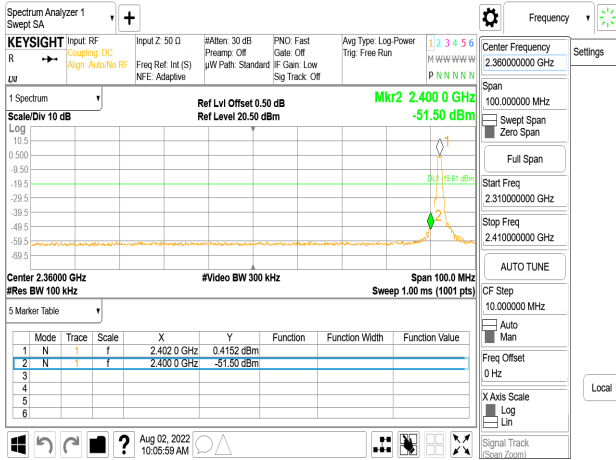 Spectrum Analyzer 1
Swept SA
Frequency
KEYSIGHT
R
Input: RF
Coupling: DC
Align: Auto/No RF
Input Z: 50 Ω
Freq Ref: Int (S)
NFE: Adaptive
#Atten: 30 dB
Preamp: Off
µW Path: Standard
PNO: Fast
Gate: Off
IF Gain: Low
Sig Track: Off
Avg Type: Log-Power
Trig: Free Run
1 2 3 4 5 6
M W W W W W
P N N N N N
1 Spectrum
Scale/Div 10 dB
Ref Lvl Offset 0.50 dB
Ref Level 20.50 dBm
Mkr2 2.400 0 GHz
-51.50 dBm
Log
10.5
0.500
-9.50
-19.5
-29.5
-39.5
-49.5
-59.5
-69.5
1
DL1 -19.61 dBm
2
Center 2.36000 GHz
#Res BW 100 kHz
#Video BW 300 kHz
Span 100.0 MHz
Sweep 1.00 ms (1001 pts)
5 Marker Table
Mode Trace Scale X Y Function Function Width Function Value
1 N 1 f 2.402 0 GHz 0.4152 dBm
2 N 1 f 2.400 0 GHz -51.50 dBm
3
4
5
6
Aug 02, 2022
10:05:59 AM
Center Frequency
2.360000000 GHz
Span
100.000000 MHz
Swept Span
Zero Span
Full Span
Start Freq
2.310000000 GHz
Stop Freq
2.410000000 GHz
AUTO TUNE
CF Step
10.000000 MHz
Auto
Man
Freq Offset
0 Hz
X Axis Scale
Log
Lin
Signal Track
(Span Zoom)
Settings
Local